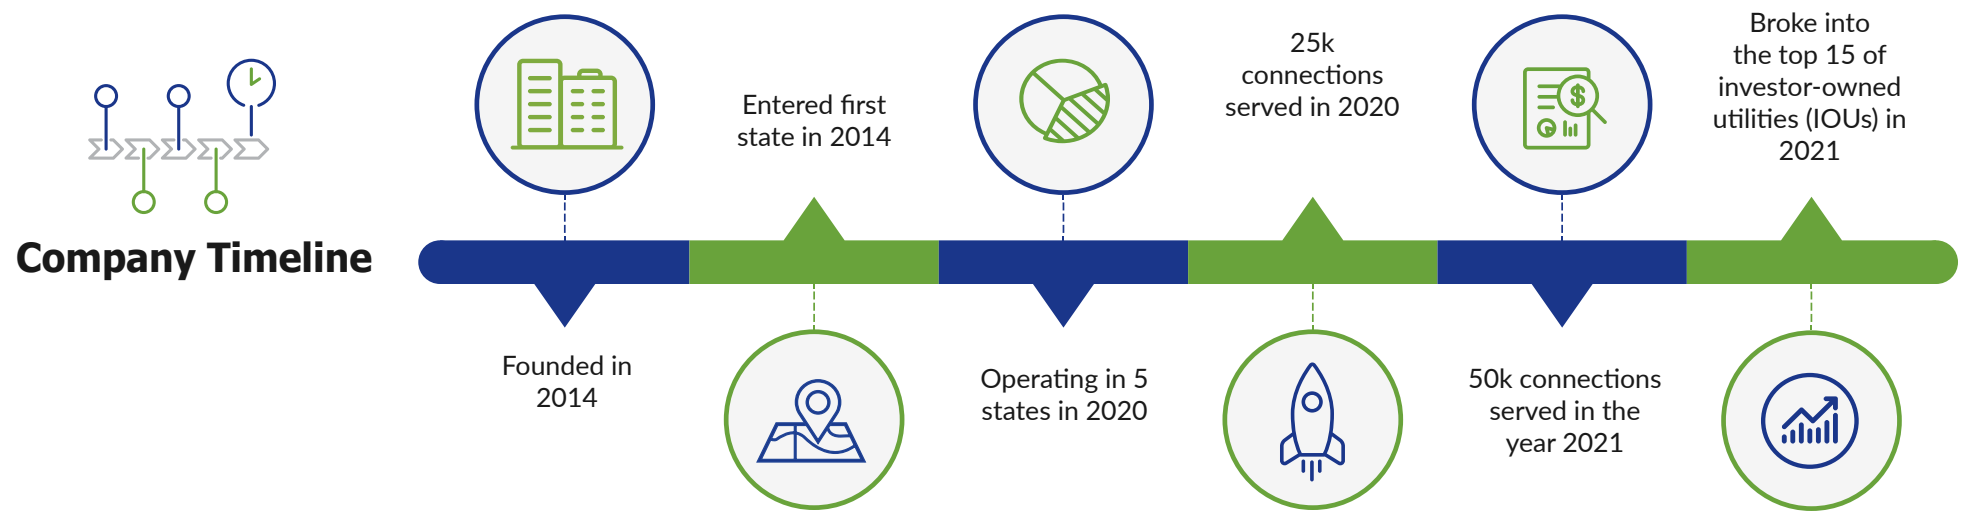 Company Timeline
Founded in
2014
Entered first
state in 2014
Operating in 5
states in 2020
25k
connections
served in 2020
50k connections
served in the
year 2021
Broke into
the top 15 of
investor-owned
utilities (IOUs) in
2021